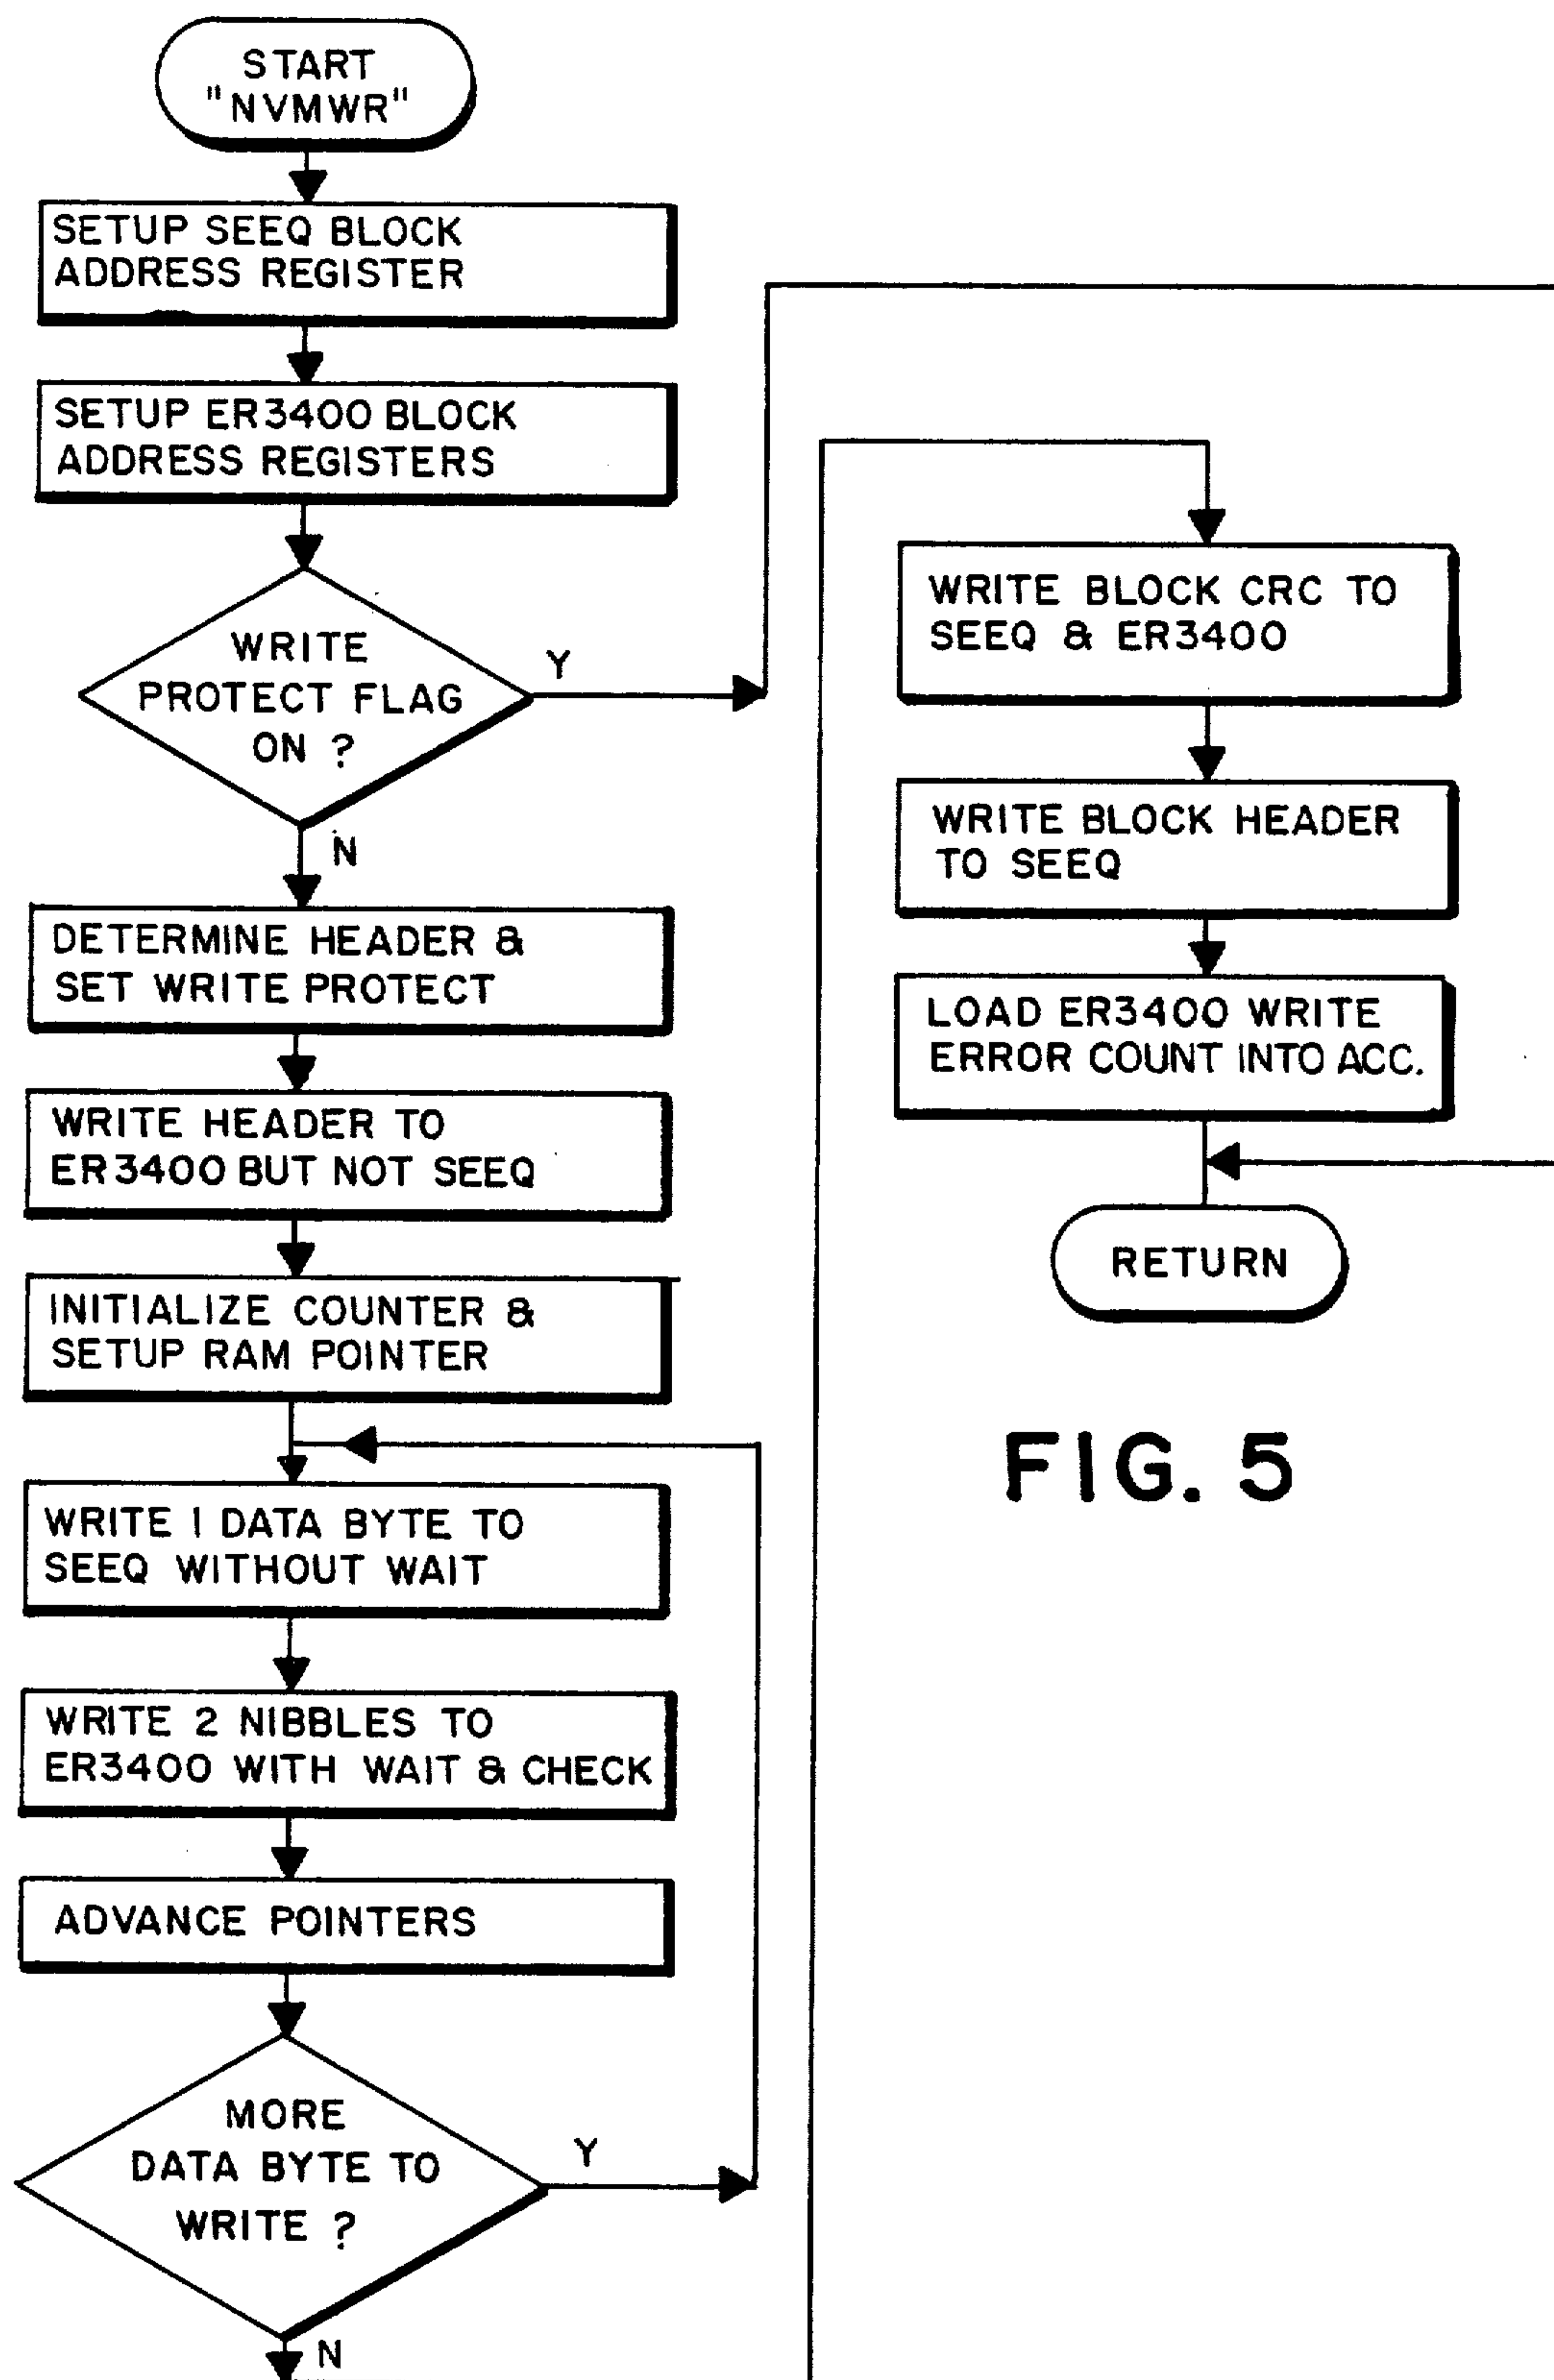 START
"NVMWR"
SETUP SEEQ BLOCK
ADDRESS REGISTER
SETUP ER3400 BLOCK
ADDRESS REGISTERS
WRITE
PROTECT FLAG
ON ?
Y
N
DETERMINE HEADER &
SET WRITE PROTECT
WRITE HEADER TO
ER3400 BUT NOT SEEQ
INITIALIZE COUNTER &
SETUP RAM POINTER
WRITE 1 DATA BYTE TO
SEEQ WITHOUT WAIT
WRITE 2 NIBBLES TO
ER3400 WITH WAIT & CHECK
ADVANCE POINTERS
MORE
DATA BYTE TO
WRITE ?
Y
N
WRITE BLOCK CRC TO
SEEQ & ER3400
WRITE BLOCK HEADER
TO SEEQ
LOAD ER3400 WRITE
ERROR COUNT INTO ACC.
RETURN
FIG. 5